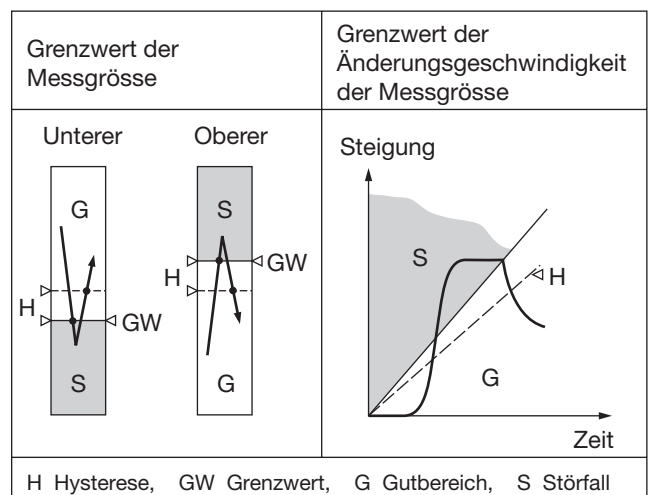 Grenzwert der
Messgrösse
Grenzwert der
Änderungsgeschwindigkeit
der Messgrösse
Unterer
Oberer
G
H
GW
S
S
H
GW
G
Steigung
S
H
G
Zeit
H Hysterese, GW Grenzwert, G Gutbereich, S Störfall